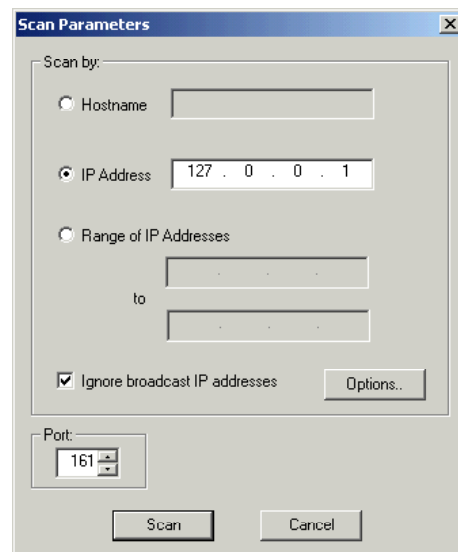 Scan Parameters
Scan by:
Hostname
IP Address 127 . 0 . 0 . 1
Range of IP Addresses
. . .
to
. . .
Ignore broadcast IP addresses Options..
Port:
161
Scan Cancel